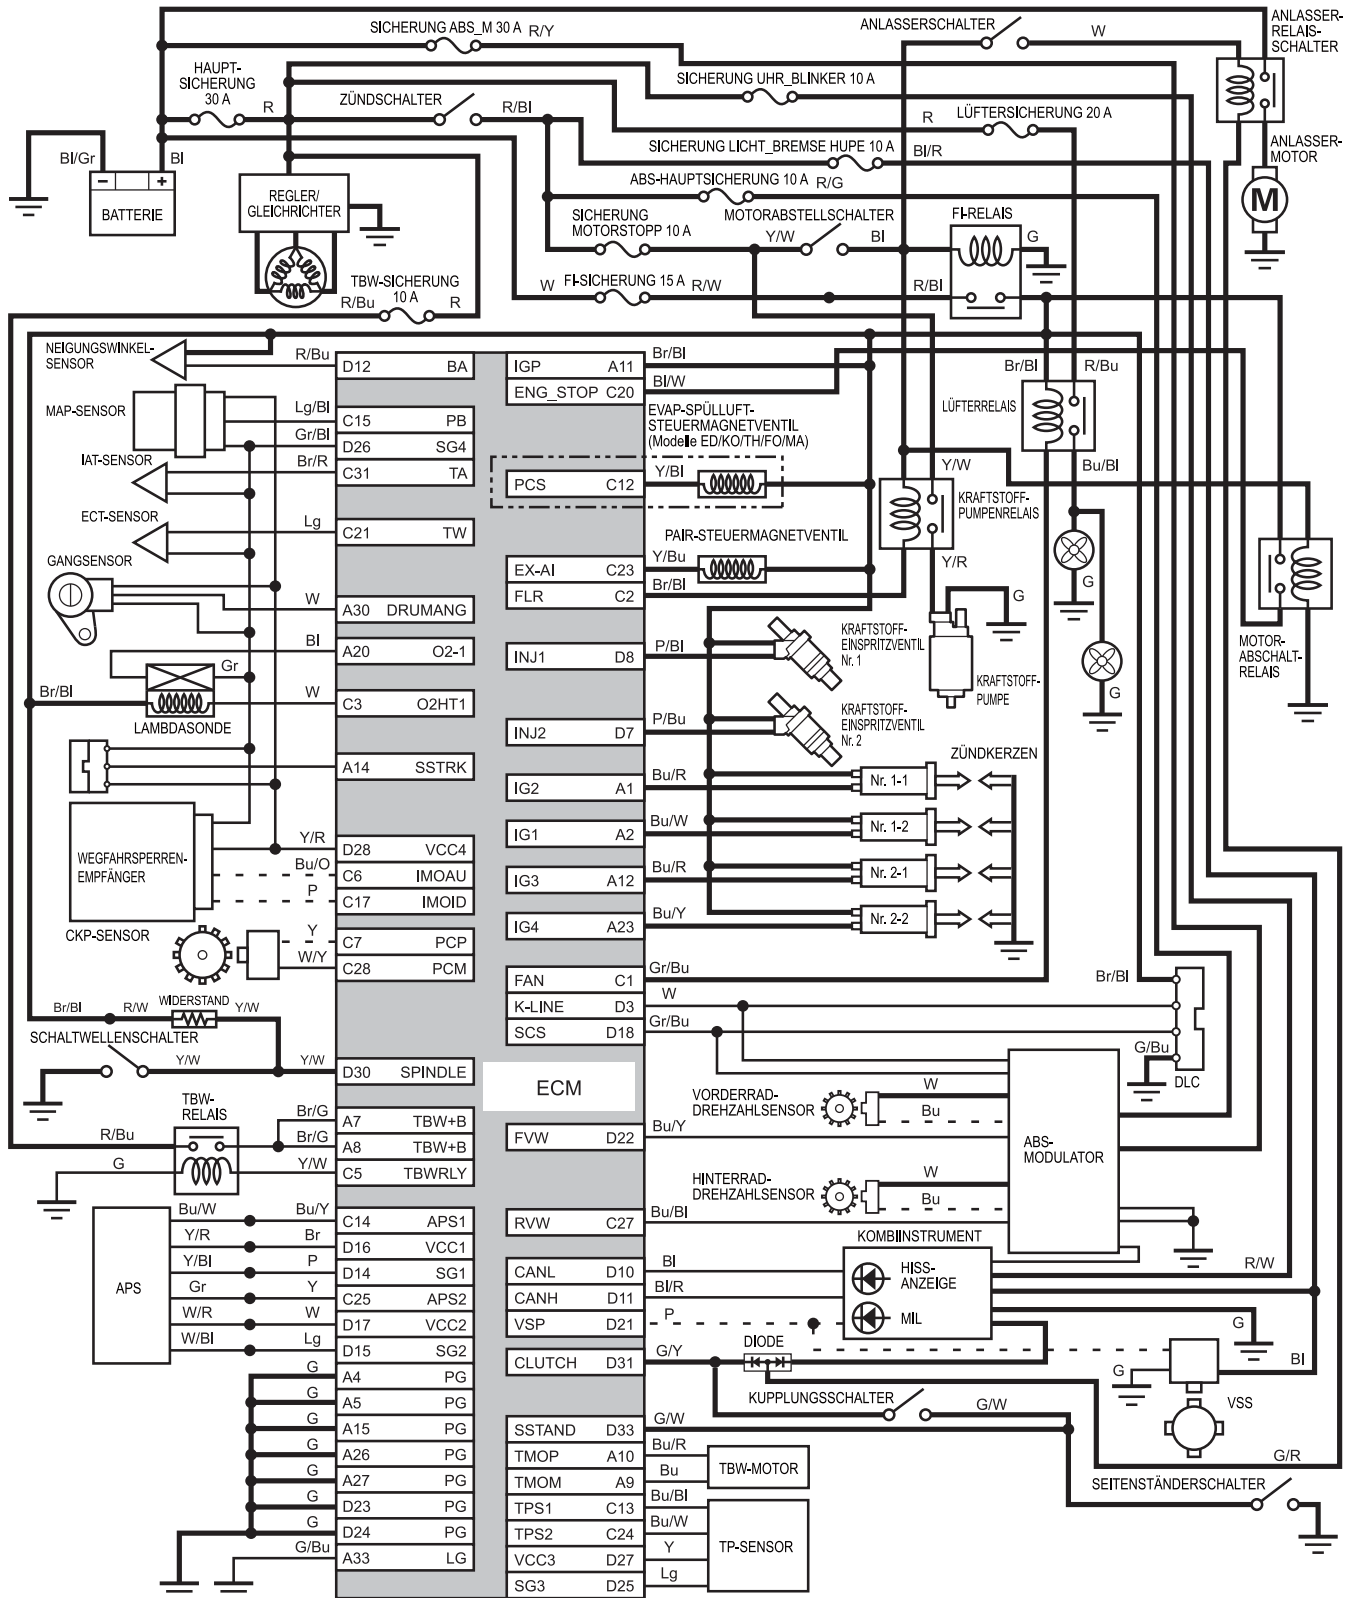 SICHERUNG ABS_M 30 A R/Y
ANLASSERSCHALTER
W
ANLASSER-
RELAIS-
SCHALTER
HAUPT-
SICHERUNG
30 A
R
ZÜNDSCHALTER
R/Bl
SICHERUNG UHR_BLINKER 10 A
R
LÜFTERSICHERUNG 20 A
Bl/Gr
Bl
SICHERUNG LICHT_BREMSE HUPE 10 A
Bl/R
ANLASSER-
MOTOR
M
- +
BATTERIE
REGLER/
GLEICHRICHTER
ABS-HAUPTSICHERUNG 10 A R/G
SICHERUNG
MOTORSTOPP 10 A
MOTORABSTELLSCHALTER
Y/W
Bl
FI-RELAIS
G
TBW-SICHERUNG
10 A
R/Bu
R
W
FI-SICHERUNG 15 A R/W
R/Bl
NEIGUNGSWINKEL-
SENSOR
R/Bu
D12 BA
IGP A11
Br/Bl
ENG_STOP C20
Bl/W
Br/Bl
R/Bu
MAP-SENSOR
Lg/Bl
C15 PB
Gr/Bl
D26 SG4
EVAP-SPÜLLUFT-
STEUERMAGNETVENTIL
(Modelle ED/KO/TH/FO/MA)
LÜFTERRELAIS
IAT-SENSOR
Br/R
C31 TA
PCS C12
Y/Bl
Y/W
Bu/Bl
KRAFTSTOFF-
PUMPENRELAIS
ECT-SENSOR
Lg
C21 TW
PAIR-STEUERMAGNETVENTIL
Y/R
GANGSENSOR
EX-AI C23
Y/Bu
FLR C2
Br/Bl
G
G
W
A30 DRUMANG
Bl
A20 O2-1
INJ1 D8
P/Bl
KRAFTSTOFF-
EINSPRITZVENTIL
Nr. 1
KRAFTSTOFF-
PUMPE
MOTOR-
ABSCHALT-
RELAIS
G
Gr
Br/Bl
W
C3 O2HT1
LAMBDASONDE
INJ2 D7
P/Bu
KRAFTSTOFF-
EINSPRITZVENTIL
Nr. 2
ZÜNDKERZEN
A14 SSTRK
IG2 A1
Bu/R
Nr. 1-1
IG1 A2
Bu/W
Nr. 1-2
WEGFAHRSPERREN-
EMPFÄNGER
Y/R
D28 VCC4
Bu/O
C6 IMOAU
P
C17 IMOID
IG3 A12
Bu/R
Nr. 2-1
IG4 A23
Bu/Y
Nr. 2-2
CKP-SENSOR
Y
C7 PCP
W/Y
C28 PCM
FAN C1
Gr/Bu
K-LINE D3
W
SCS D18
Gr/Bu
Br/Bl
G/Bu
DLC
Br/Bl
R/W
WIDERSTAND
Y/W
SCHALTWELLENSCHALTER
Y/W
Y/W
D30 SPINDLE
ECM
VORDERRAD-
DREHZAHLSENSOR
W
Bu
ABS-
MODULATOR
TBW-
RELAIS
Br/G
A7 TBW+B
R/Bu
Br/G
A8 TBW+B
G
Y/W
C5 TBWRLY
FVW D22
Bu/Y
HINTERRAD-
DREHZAHLSENSOR
W
Bu
RVW C27
Bu/Bl
APS
Bu/W
Bu/Y
C14 APS1
Y/R
Br
D16 VCC1
Y/Bl
P
D14 SG1
Gr
Y
C25 APS2
W/R
W
D17 VCC2
W/Bl
Lg
D15 SG2
KOMBIINSTRUMENT
CANL D10
Bl
CANH D11
Bl/R
VSP D21
P
HISS-
ANZEIGE
MIL
R/W
G
DIODE
CLUTCH D31
G/Y
G
Bl
VSS
KUPPLUNGSSCHALTER
G/W
G/R
G
A4 PG
G
A5 PG
G
A15 PG
G
A26 PG
G
A27 PG
G
D23 PG
G
D24 PG
G/Bu
A33 LG
SSTAND D33
G/W
TMOP A10
Bu/R
TMOM A9
Bu
TBW-MOTOR
SEITENSTÄNDERSCHALTER
TPS1 C13
Bu/Bl
TPS2 C24
Bu/W
VCC3 D27
Y
SG3 D25
Lg
TP-SENSOR